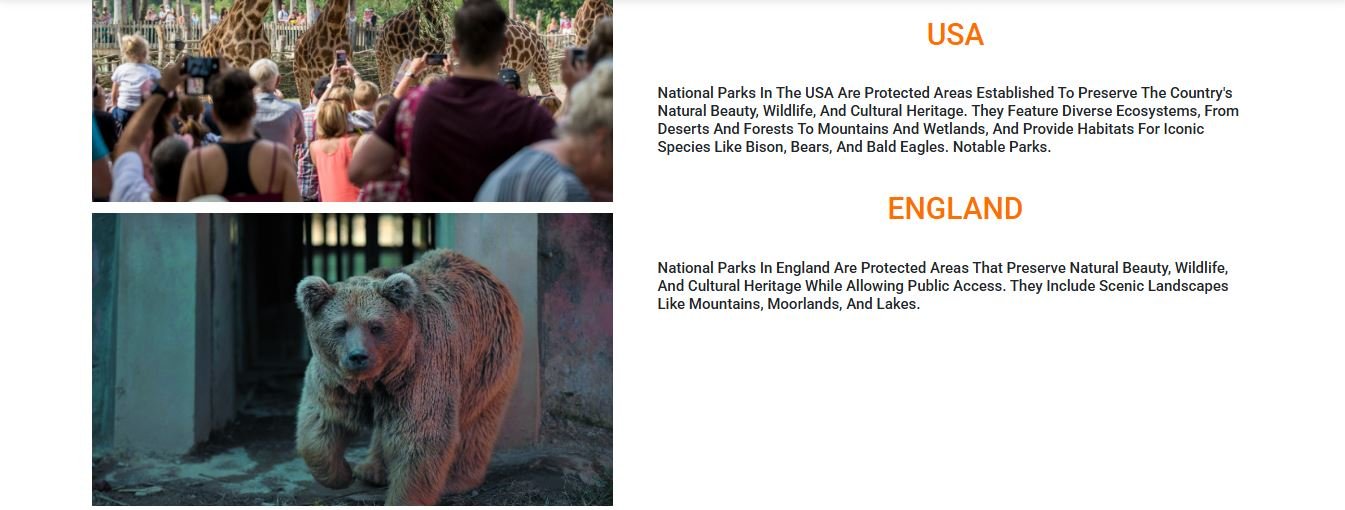 USA
National Parks In The USA Are Protected Areas Established To Preserve The Country's
Natural Beauty, Wildlife, And Cultural Heritage. They Feature Diverse Ecosystems, From
Deserts And Forests To Mountains And Wetlands, And Provide Habitats For Iconic
Species Like Bison, Bears, And Bald Eagles. Notable Parks.
ENGLAND
National Parks In England Are Protected Areas That Preserve Natural Beauty, Wildlife,
And Cultural Heritage While Allowing Public Access. They Include Scenic Landscapes
Like Mountains, Moorlands, And Lakes.